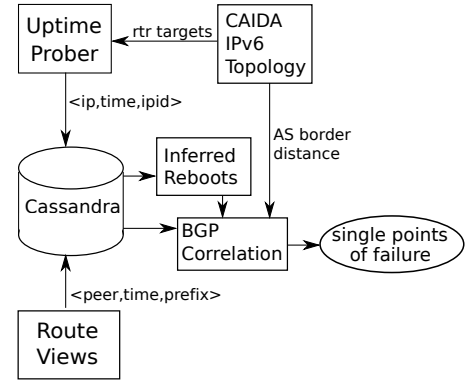 Uptime
Prober
rtr targets
CAIDA
IPv6
Topology
<ip,time,ipid>
AS border
distance
Inferred
Reboots
Cassandra
BGP
Correlation
single points
of failure
<peer,time,prefix>
Route
Views